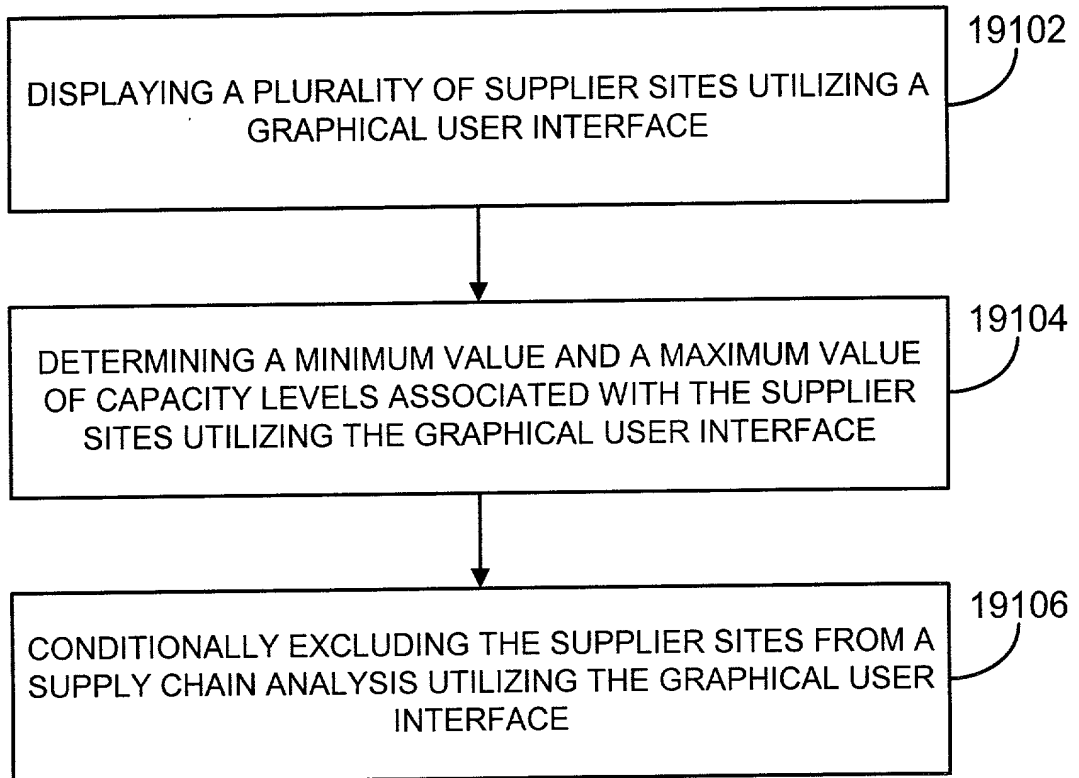 19102
DISPLAYING A PLURALITY OF SUPPLIER SITES UTILIZING A
GRAPHICAL USER INTERFACE
19104
DETERMINING A MINIMUM VALUE AND A MAXIMUM VALUE
OF CAPACITY LEVELS ASSOCIATED WITH THE SUPPLIER
SITES UTILIZING THE GRAPHICAL USER INTERFACE
19106
CONDITIONALLY EXCLUDING THE SUPPLIER SITES FROM A
SUPPLY CHAIN ANALYSIS UTILIZING THE GRAPHICAL USER
INTERFACE